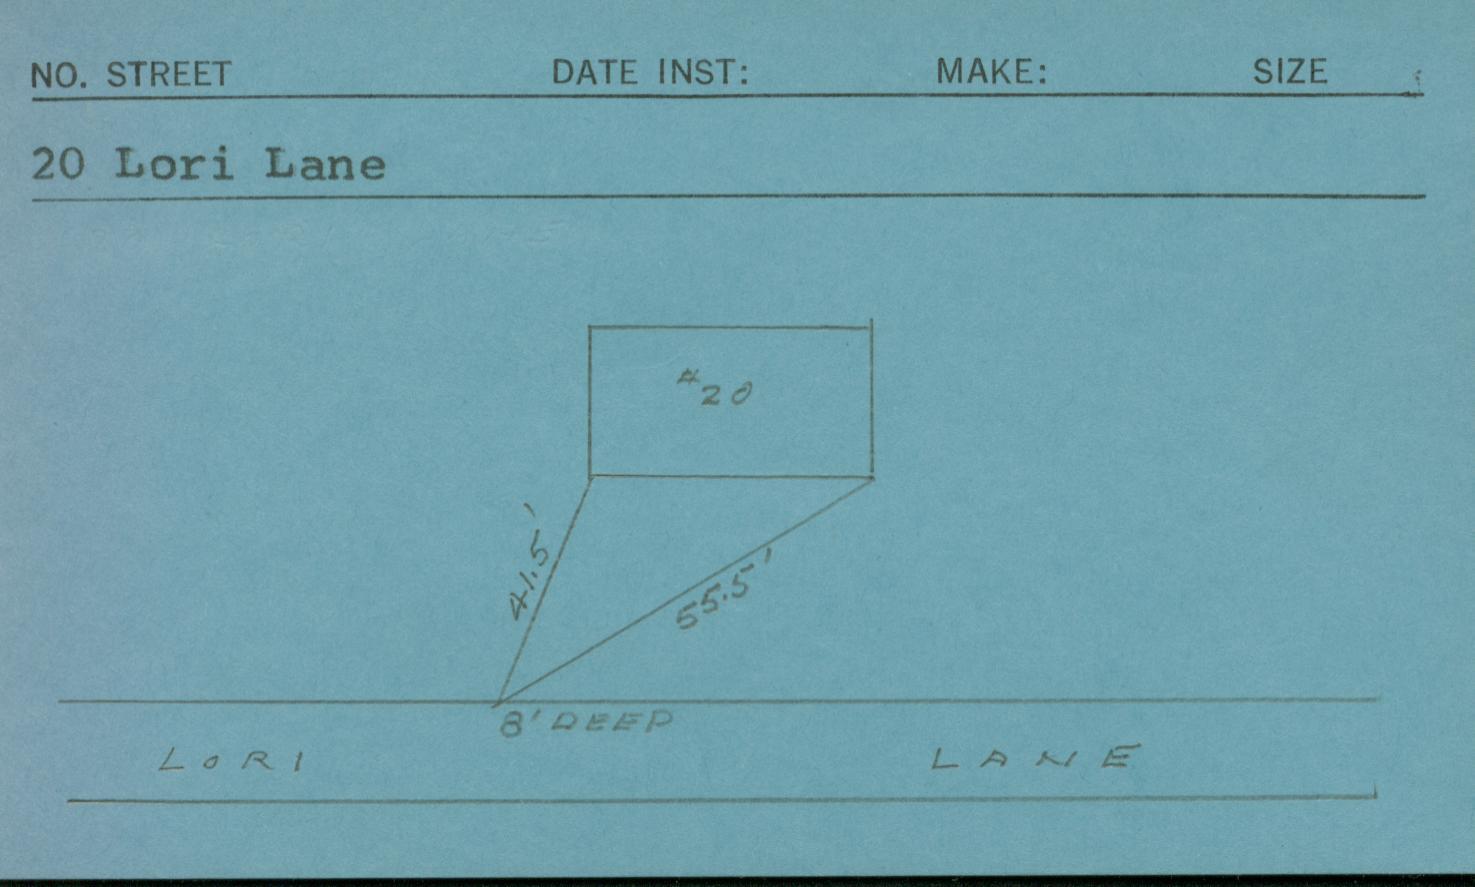 NO. STREET DATE INST: MAKE: SIZE
20 Lori Lane
#20
41.5'
55.5'
8' DEEP
LORI LANE